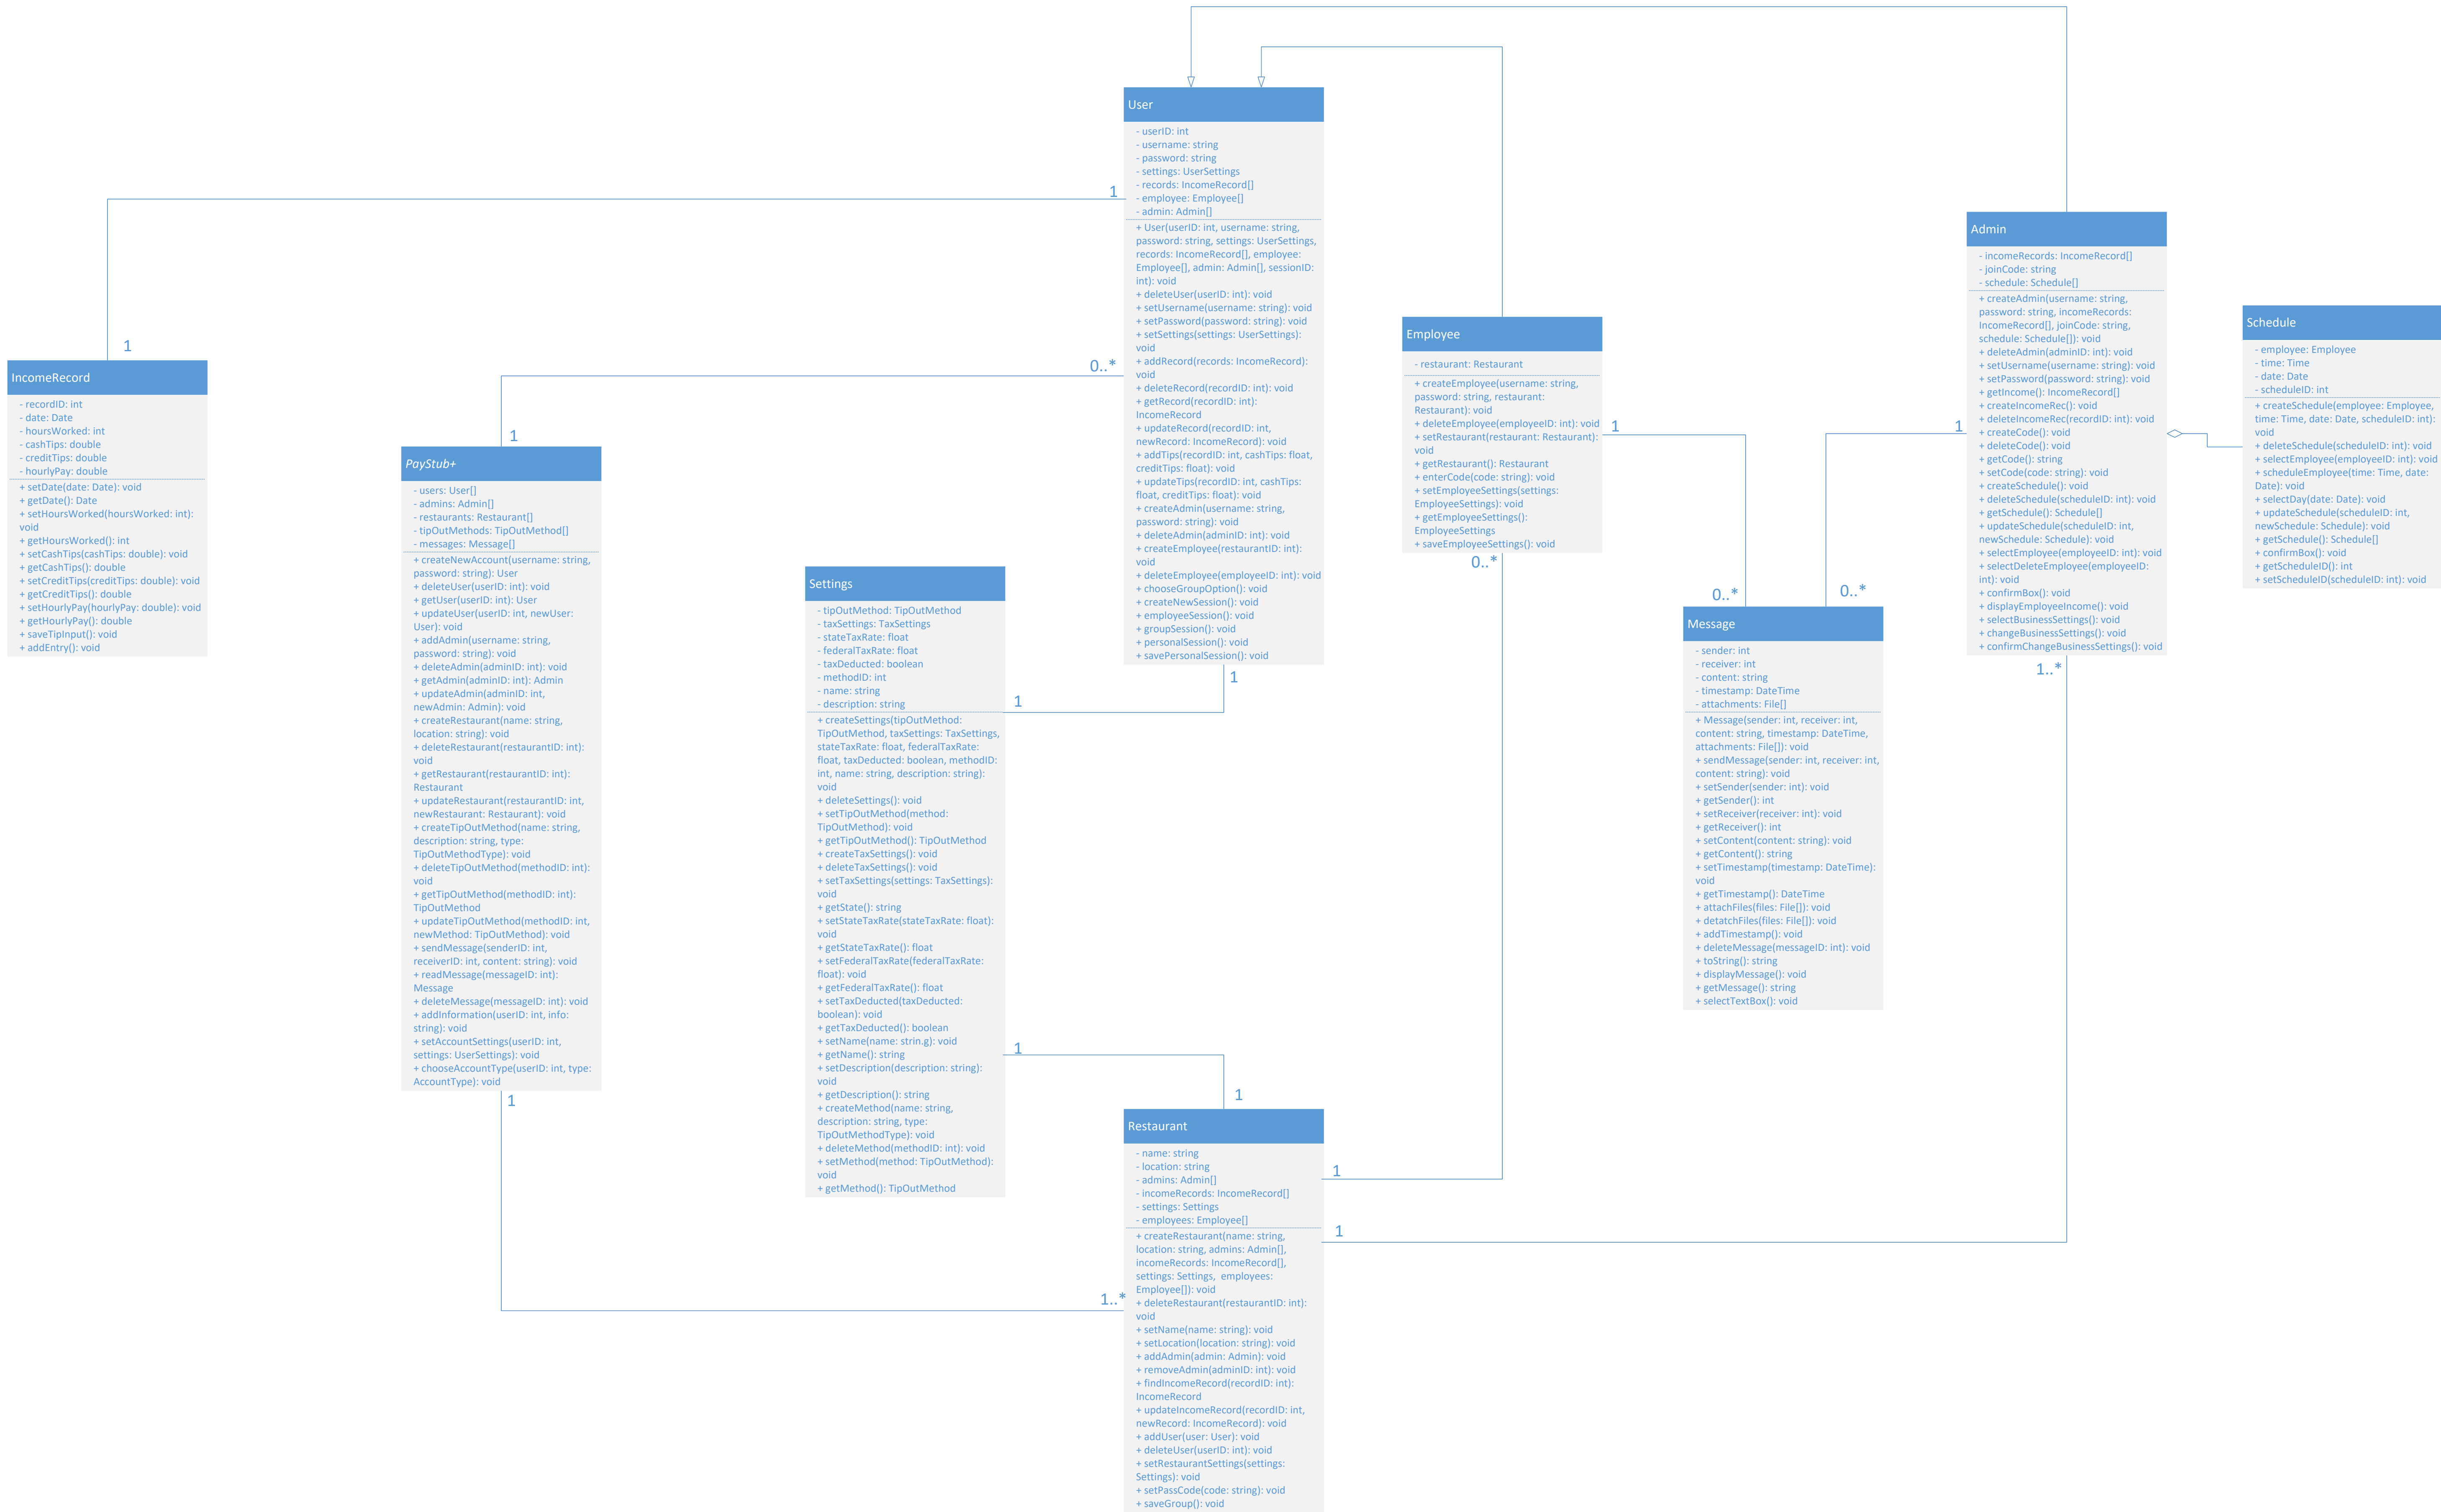 User
- userID: int
- username: string
- password: string
- settings: UserSettings
- records: IncomeRecord[]
- employee: Employee[]
- admin: Admin[]
+ User(userID: int, username: string,
password: string, settings: UserSettings,
records: IncomeRecord[], employee:
Employee[], admin: Admin[], sessionID:
int): void
+ deleteUser(userID: int): void
+ setUsername(username: string): void
+ setPassword(password: string): void
+ setSettings(settings: UserSettings):
void
+ addRecord(records: IncomeRecord):
void
+ deleteRecord(recordID: int): void
+ getRecord(recordID: int):
IncomeRecord
+ updateRecord(recordID: int,
newRecord: IncomeRecord): void
+ addTips(recordID: int, cashTips: float,
creditTips: float): void
+ updateTips(recordID: int, cashTips:
float, creditTips: float): void
+ createAdmin(username: string,
password: string): void
+ deleteAdmin(adminID: int): void
+ createEmployee(restaurantID: int):
void
+ deleteEmployee(employeeID: int): void
+ chooseGroupOption(): void
+ createNewSession(): void
+ employeeSession(): void
+ groupSession(): void
+ personalSession(): void
+ savePersonalSession(): void
1
0..*
1
Admin
- incomeRecords: IncomeRecord[]
- joinCode: string
- schedule: Schedule[]
+ createAdmin(username: string,
password: string, incomeRecords:
IncomeRecord[], joinCode: string,
schedule: Schedule[]): void
+ deleteAdmin(adminID: int): void
+ setUsername(username: string): void
+ setPassword(password: string): void
+ getIncome(): IncomeRecord[]
+ createIncomeRec(): void
+ deleteIncomeRec(recordID: int): void
+ createCode(): void
+ deleteCode(): void
+ getCode(): string
+ setCode(code: string): void
+ createSchedule(): void
+ deleteSchedule(scheduleID: int): void
+ getSchedule(): Schedule[]
+ updateSchedule(scheduleID: int,
newSchedule: Schedule): void
+ selectEmployee(employeeID: int): void
+ selectDeleteEmployee(employeeID:
int): void
+ confirmBox(): void
+ displayEmployeeIncome(): void
+ selectBusinessSettings(): void
+ changeBusinessSettings(): void
+ confirmChangeBusinessSettings(): void
1
1..*
Schedule
- employee: Employee
- time: Time
- date: Date
- scheduleID: int
+ createSchedule(employee: Employee,
time: Time, date: Date, scheduleID: int):
void
+ deleteSchedule(scheduleID: int): void
+ selectEmployee(employeeID: int): void
+ scheduleEmployee(time: Time, date:
Date): void
+ selectDay(date: Date): void
+ updateSchedule(scheduleID: int,
newSchedule: Schedule): void
+ getSchedule(): Schedule[]
+ confirmBox(): void
+ getScheduleID(): int
+ setScheduleID(scheduleID: int): void
Employee
- restaurant: Restaurant
+ createEmployee(username: string,
password: string, restaurant:
Restaurant): void
+ deleteEmployee(employeeID: int): void
+ setRestaurant(restaurant: Restaurant):
void
+ getRestaurant(): Restaurant
+ enterCode(code: string): void
+ setEmployeeSettings(settings:
EmployeeSettings): void
+ getEmployeeSettings():
EmployeeSettings
+ saveEmployeeSettings(): void
1
0..*
1
IncomeRecord
- recordID: int
- date: Date
- hoursWorked: int
- cashTips: double
- creditTips: double
- hourlyPay: double
+ setDate(date: Date): void
+ getDate(): Date
+ setHoursWorked(hoursWorked: int):
void
+ getHoursWorked(): int
+ setCashTips(cashTips: double): void
+ getCashTips(): double
+ setCreditTips(creditTips: double): void
+ getCreditTips(): double
+ setHourlyPay(hourlyPay: double): void
+ getHourlyPay(): double
+ saveTipInput(): void
+ addEntry(): void
1
PayStub+
- users: User[]
- admins: Admin[]
- restaurants: Restaurant[]
- tipOutMethods: TipOutMethod[]
- messages: Message[]
+ createNewAccount(username: string,
password: string): User
+ deleteUser(userID: int): void
+ getUser(userID: int): User
+ updateUser(userID: int, newUser:
User): void
+ addAdmin(username: string,
password: string): void
+ deleteAdmin(adminID: int): void
+ getAdmin(adminID: int): Admin
+ updateAdmin(adminID: int,
newAdmin: Admin): void
+ createRestaurant(name: string,
location: string): void
+ deleteRestaurant(restaurantID: int):
void
+ getRestaurant(restaurantID: int):
Restaurant
+ updateRestaurant(restaurantID: int,
newRestaurant: Restaurant): void
+ createTipOutMethod(name: string,
description: string, type:
TipOutMethodType): void
+ deleteTipOutMethod(methodID: int):
void
+ getTipOutMethod(methodID: int):
TipOutMethod
+ updateTipOutMethod(methodID: int,
newMethod: TipOutMethod): void
+ sendMessage(senderID: int,
receiverID: int, content: string): void
+ readMessage(messageID: int):
Message
+ deleteMessage(messageID: int): void
+ addInformation(userID: int, info:
string): void
+ setAccountSettings(userID: int,
settings: UserSettings): void
+ chooseAccountType(userID: int, type:
AccountType): void
1
Settings
- tipOutMethod: TipOutMethod
- taxSettings: TaxSettings
- stateTaxRate: float
- federalTaxRate: float
- taxDeducted: boolean
- methodID: int
- name: string
- description: string
+ createSettings(tipOutMethod:
TipOutMethod, taxSettings: TaxSettings,
stateTaxRate: float, federalTaxRate:
float, taxDeducted: boolean, methodID:
int, name: string, description: string):
void
+ deleteSettings(): void
+ setTipOutMethod(method:
TipOutMethod): void
+ getTipOutMethod(): TipOutMethod
+ createTaxSettings(): void
+ deleteTaxSettings(): void
+ setTaxSettings(settings: TaxSettings):
void
+ getState(): string
+ setStateTaxRate(stateTaxRate: float):
void
+ getStateTaxRate(): float
+ setFederalTaxRate(federalTaxRate:
float): void
+ getFederalTaxRate(): float
+ setTaxDeducted(taxDeducted:
boolean): void
+ getTaxDeducted(): boolean
+ setName(name: strin.g): void
+ getName(): string
+ setDescription(description: string):
void
+ getDescription(): string
+ createMethod(name: string,
description: string, type:
TipOutMethodType): void
+ deleteMethod(methodID: int): void
+ setMethod(method: TipOutMethod):
void
+ getMethod(): TipOutMethod
1
1
0..*
0..*
Message
- sender: int
- receiver: int
- content: string
- timestamp: DateTime
- attachments: File[]
+ Message(sender: int, receiver: int,
content: string, timestamp: DateTime,
attachments: File[]): void
+ sendMessage(sender: int, receiver: int,
content: string): void
+ setSender(sender: int): void
+ getSender(): int
+ setReceiver(receiver: int): void
+ getReceiver(): int
+ setContent(content: string): void
+ getContent(): string
+ setTimestamp(timestamp: DateTime):
void
+ getTimestamp(): DateTime
+ attachFiles(files: File[]): void
+ detatchFiles(files: File[]): void
+ addTimestamp(): void
+ deleteMessage(messageID: int): void
+ toString(): string
+ displayMessage(): void
+ getMessage(): string
+ selectTextBox(): void
1
Restaurant
- name: string
- location: string
- admins: Admin[]
- incomeRecords: IncomeRecord[]
- settings: Settings
- employees: Employee[]
+ createRestaurant(name: string,
location: string, admins: Admin[],
incomeRecords: IncomeRecord[],
settings: Settings,  employees:
Employee[]): void
+ deleteRestaurant(restaurantID: int):
void
+ setName(name: string): void
+ setLocation(location: string): void
+ addAdmin(admin: Admin): void
+ removeAdmin(adminID: int): void
+ findIncomeRecord(recordID: int):
IncomeRecord
+ updateIncomeRecord(recordID: int,
newRecord: IncomeRecord): void
+ addUser(user: User): void
+ deleteUser(userID: int): void
+ setRestaurantSettings(settings:
Settings): void
+ setPassCode(code: string): void
+ saveGroup(): void
1
1
1..*